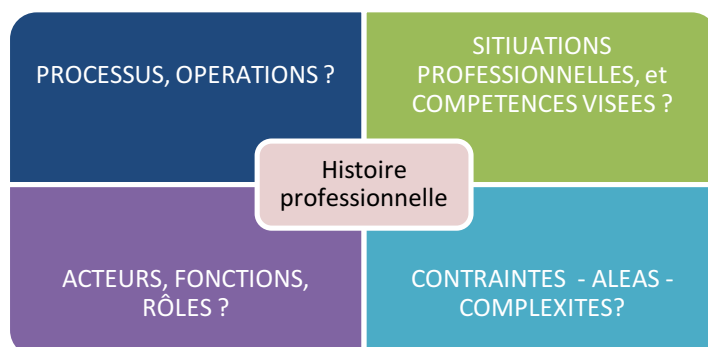 PROCESSUS, OPERATIONS ?
SITIUATIONS
PROFESSIONNELLES, et
COMPETENCES VISEES ?
Histoire
professionnelle
ACTEURS, FONCTIONS,
RÔLES ?
CONTRAINTES - ALEAS -
COMPLEXITES?